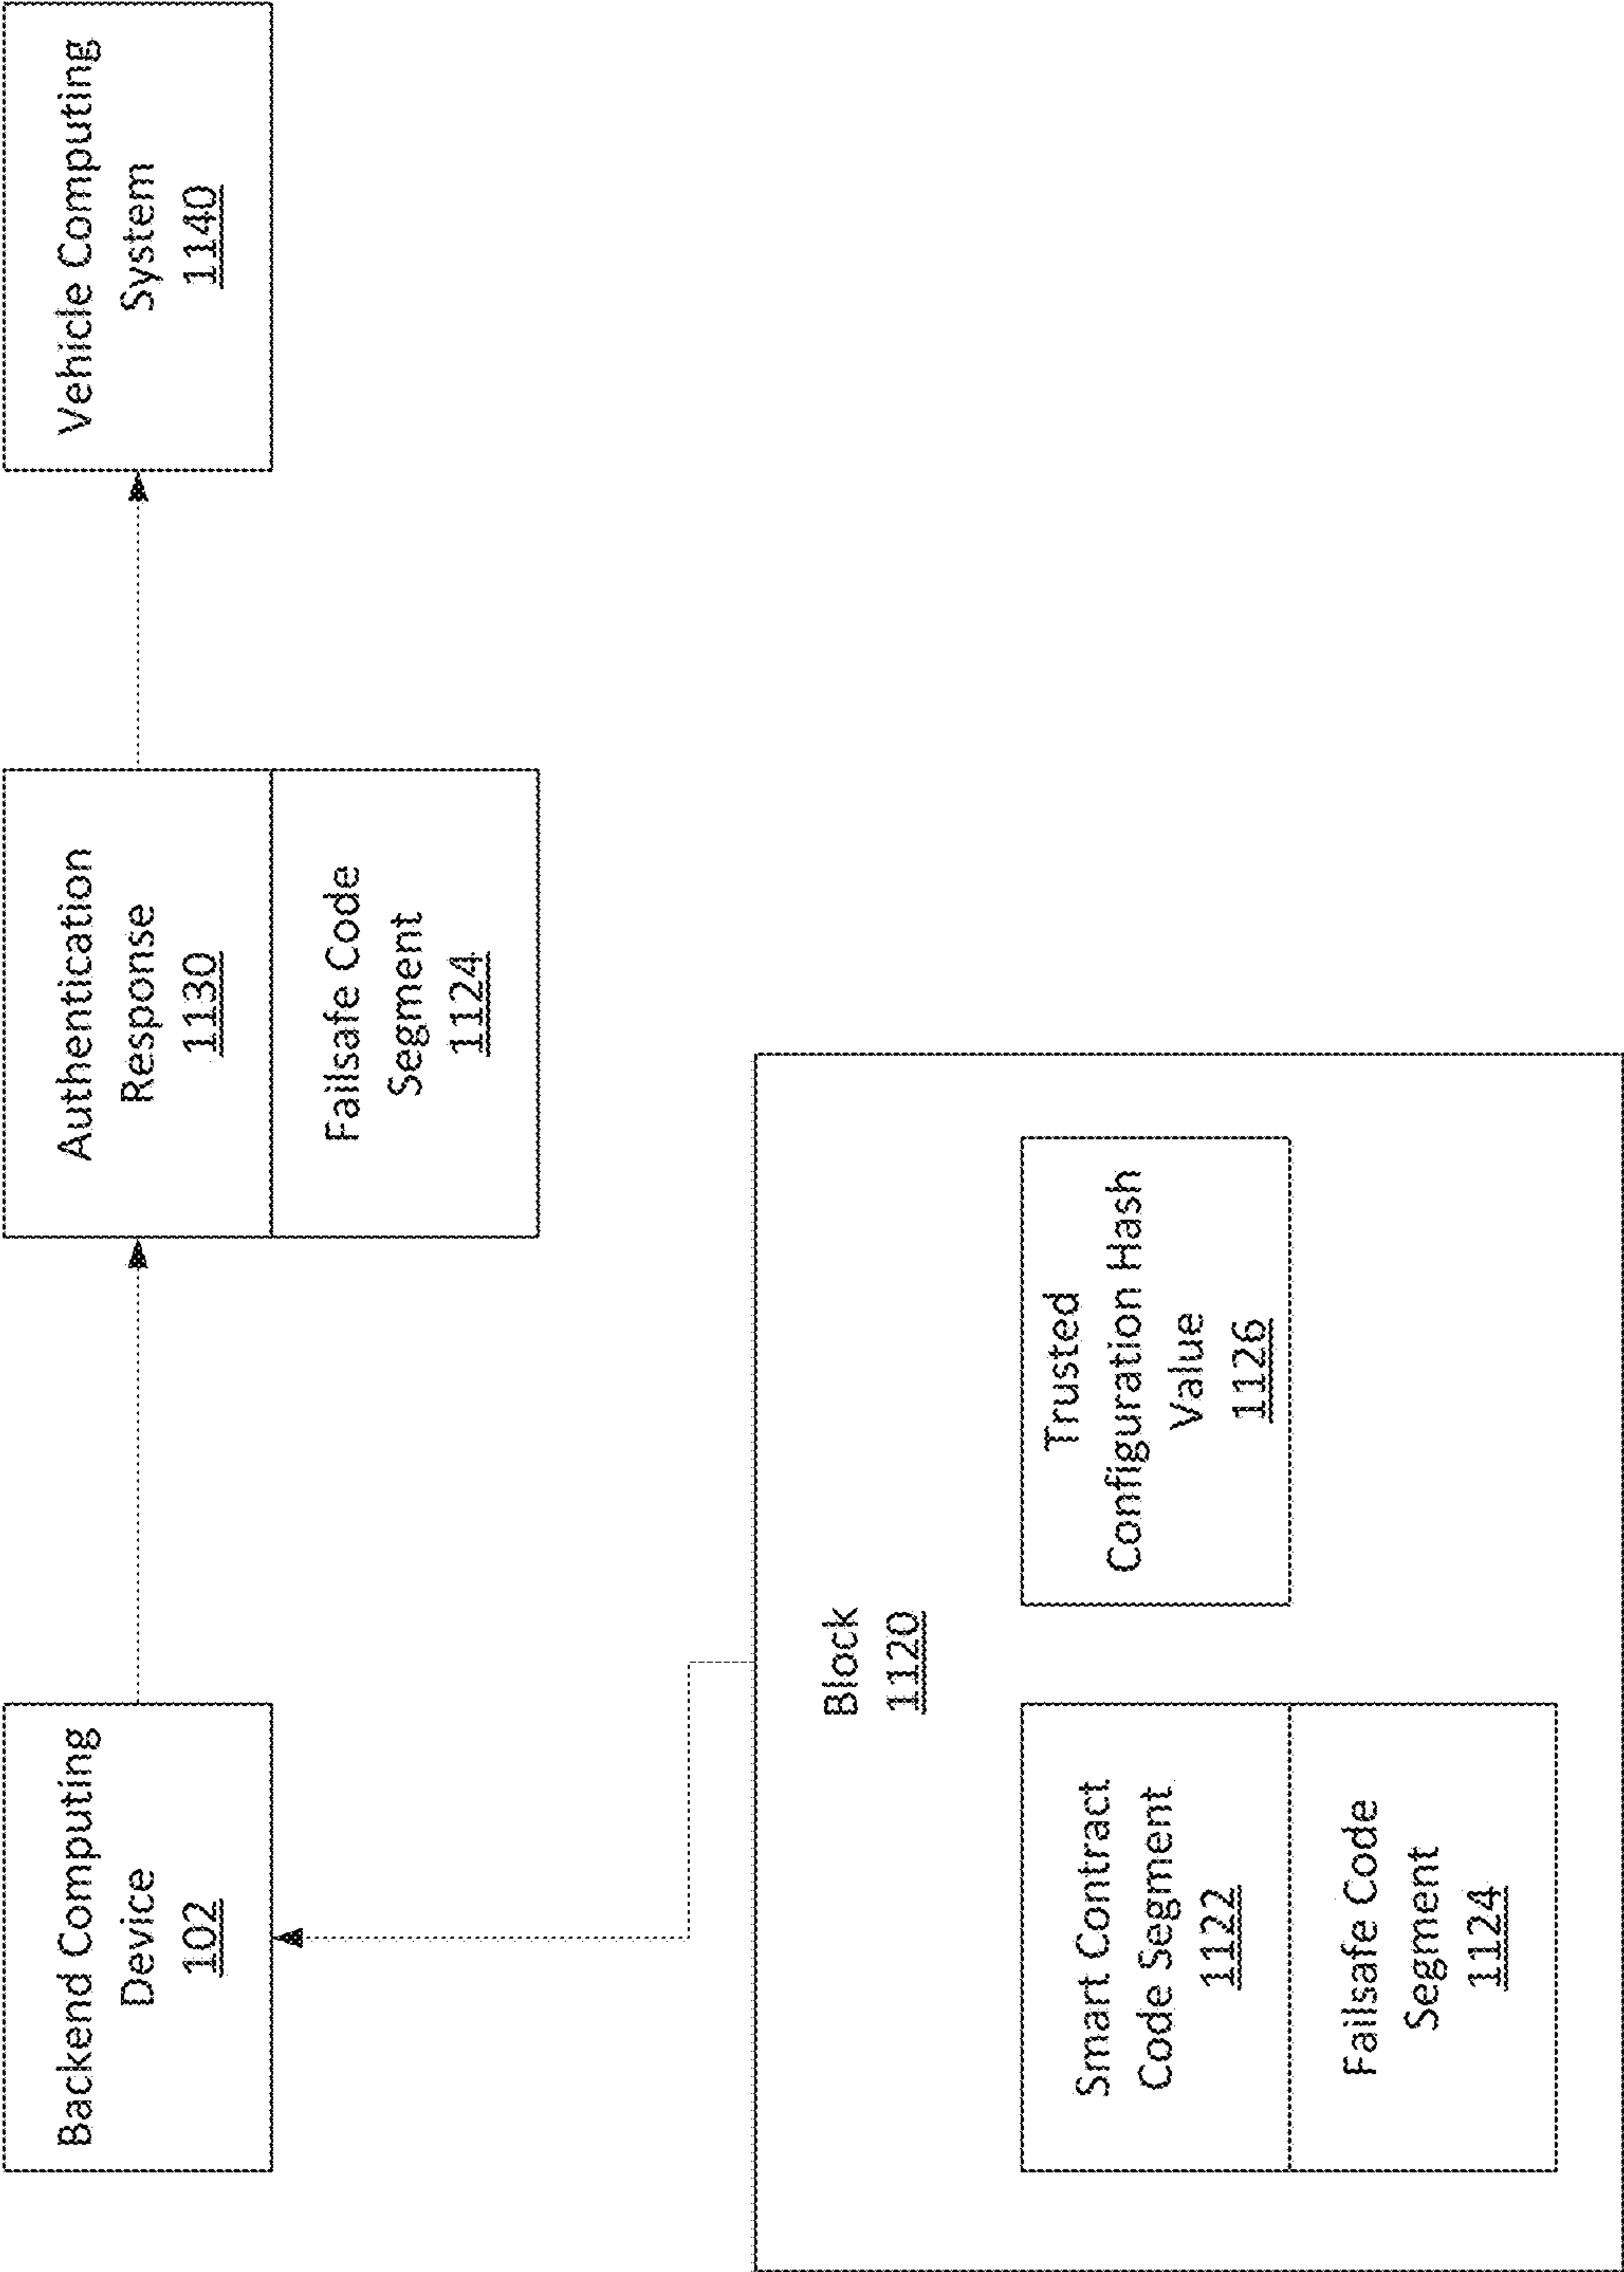 Backend Computing
Device
102
Authentication
Response
1130
Failsafe Code
Segment
1124
Vehicle Computing
System
1140
Block
1120
Smart Contract
Code Segment
1122
Failsafe Code
Segment
1124
Trusted
Configuration Hash
Value
1126